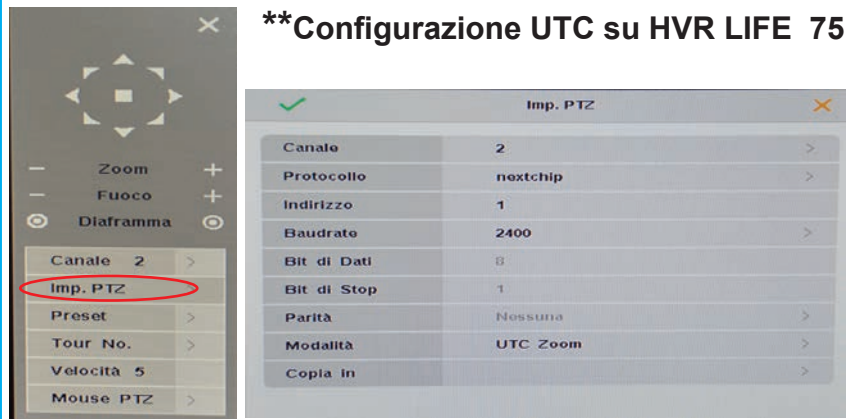 **Configurazione UTC su HVR LIFE 75
Zoom
Fuoco
Diaframma
Canale 2
Imp. PTZ
Preset
Tour No.
Velocità 5
Mouse PTZ
Imp. PTZ
Canale 2
Protocollo nextchip
Indirizzo 1
Baudrate 2400
Bit di Dati 8
Bit di Stop 1
Parità Nessuna
Modalità UTC Zoom
Copia in